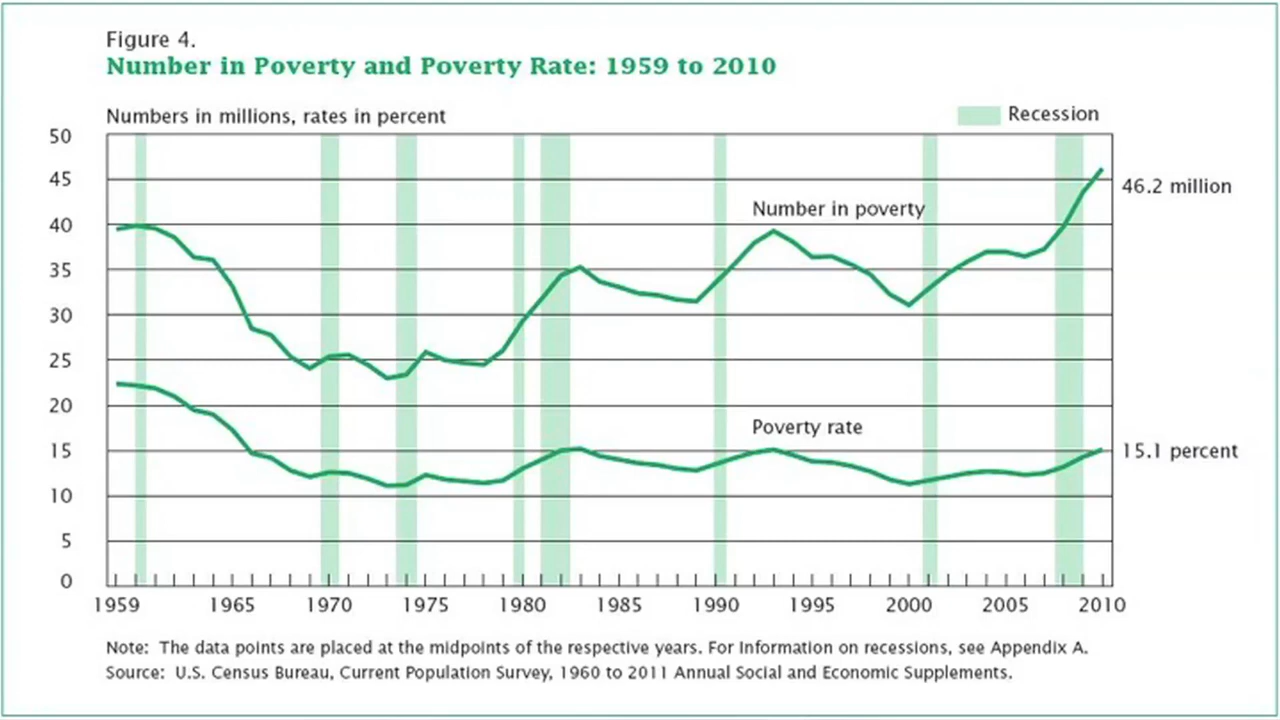 Figure 4.
Number in Poverty and Poverty Rate: 1959 to 2010
Numbers in millions, rates in percent
Recession
50
45
46.2 million
Number in poverty
40
35
30
25
20
Poverty rate
15
15.1 percent
10
5
0
1959 1965 1970 1975 1980 1985 1990 1995 2000 2005 2010
Note: The data points are placed at the midpoints of the respective years. For Information on recessions, see Appendix A.
Source: U.S. Census Bureau, Current Population Survey, 1960 to 2011 Annual Social and Economic Supplements.